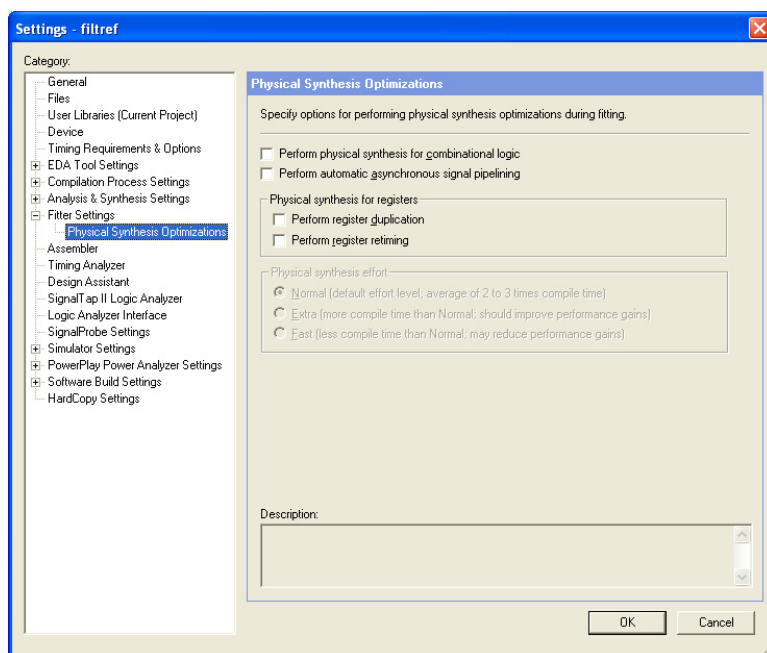 Settings - filtref
Category:
General
Files
User Libraries (Current Project)
Device
Timing Requirements & Options
EDA Tool Settings
Compilation Process Settings
Analysis & Synthesis Settings
Fitter Settings
Physical Synthesis Optimizations
Assembler
Timing Analyzer
Design Assistant
SignalTap II Logic Analyzer
Logic Analyzer Interface
SignalProbe Settings
Simulator Settings
PowerPlay Power Analyzer Settings
Software Build Settings
HardCopy Settings
Physical Synthesis Optimizations
Specify options for performing physical synthesis optimizations during fitting.
Perform physical synthesis for combinational logic
Perform automatic asynchronous signal pipelining
Physical synthesis for registers
Perform register duplication
Perform register retiming
Physical synthesis effort
Normal (default effort level; average of 2 to 3 times compile time)
Extra (more compile time than Normal; should improve performance gains)
Fast (less compile time than Normal; may reduce performance gains)
Description:
OK
Cancel